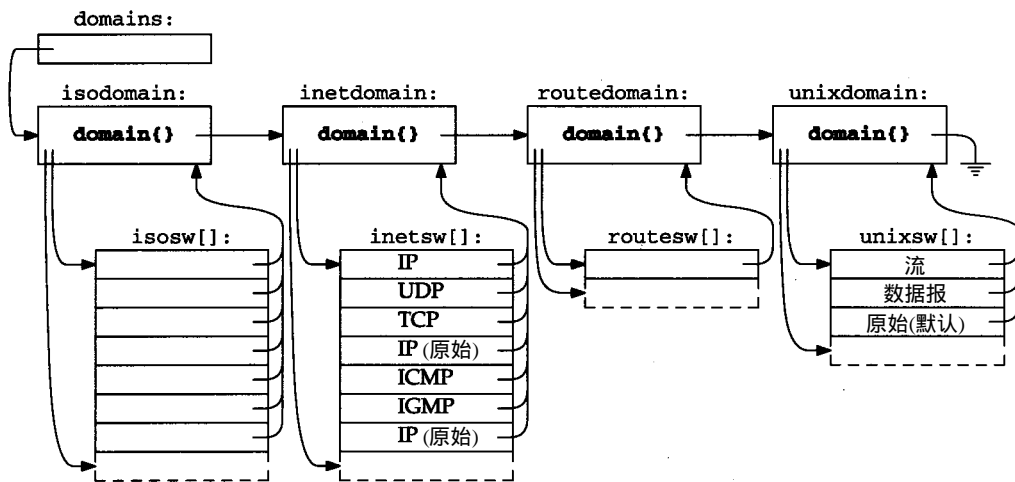 domains:
isodomain: inetdomain: routedomain: unixdomain:
domain{} domain{} domain{} domain{}
isosw[]: inetsw[]: routesw[]: unixsw[]:
IP 流
UDP 数据报
TCP 原始(默认)
IP (原始)
ICMP
IGMP
IP (原始)